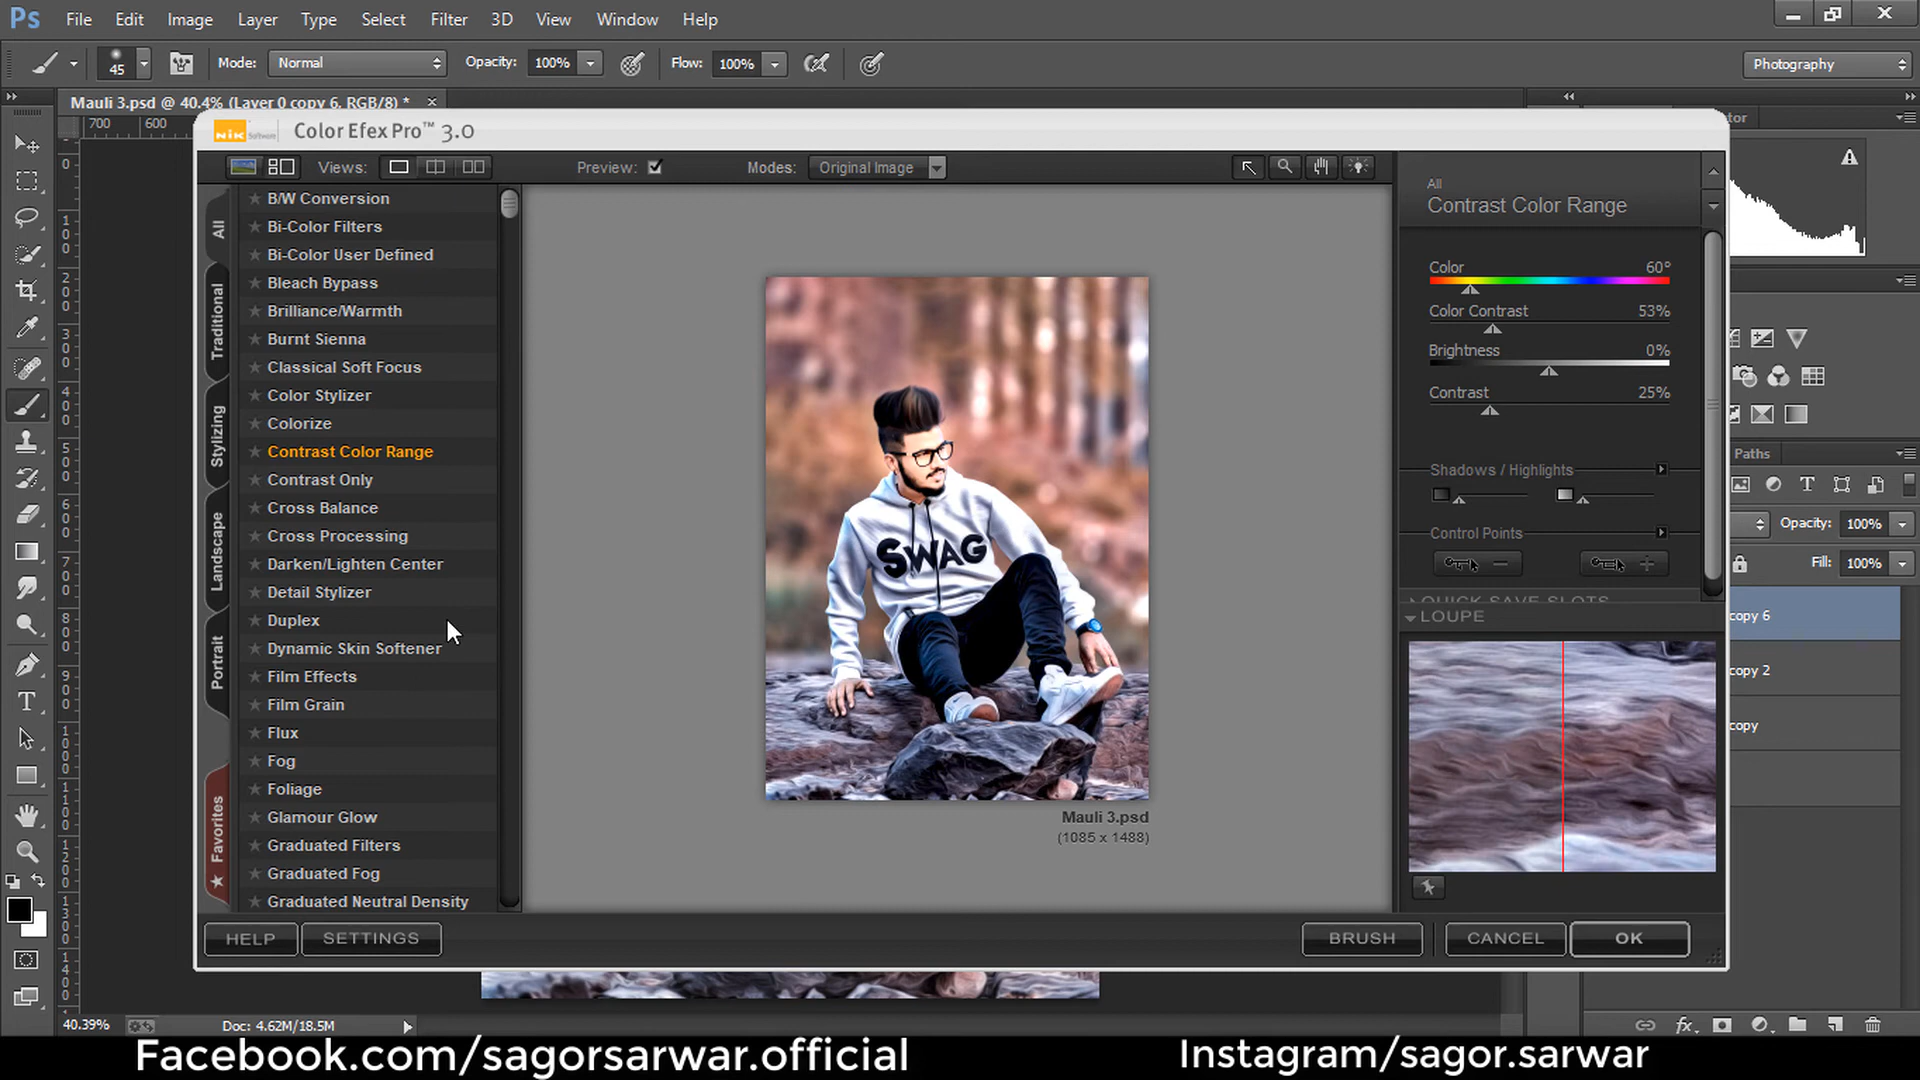 Ps File Edit Image Layer Type Select Filter 3D View Window Help
45 Mode: Normal Opacity: 100% Flow: 100% Photography
Mauli 3.psd @ 40.4% (Layer 0 copy 6, RGB/8) *
700 600
Nik Software Color Efex Pro™ 3.0
Views: Preview: Modes: Original Image
All
Traditional
Stylizing
Landscape
Portrait
Favorites
B/W Conversion
Bi-Color Filters
Bi-Color User Defined
Bleach Bypass
Brilliance/Warmth
Burnt Sienna
Classical Soft Focus
Color Stylizer
Colorize
Contrast Color Range
Contrast Only
Cross Balance
Cross Processing
Darken/Lighten Center
Detail Stylizer
Duplex
Dynamic Skin Softener
Film Effects
Film Grain
Flux
Fog
Foliage
Glamour Glow
Graduated Filters
Graduated Fog
Graduated Neutral Density
SWAG
Mauli 3.psd
(1085 x 1488)
All
Contrast Color Range
Color 60°
Color Contrast 53%
Brightness 0%
Contrast 25%
Shadows / Highlights
Control Points
QUICK SAVE SLOTS
LOUPE
HELP SETTINGS BRUSH CANCEL OK
tor
Paths
Opacity: 100%
Fill: 100%
copy 6
copy 2
copy
40.39% Doc: 4.62M/18.5M
Facebook.com/sagorsarwar.official Instagram/sagor.sarwar